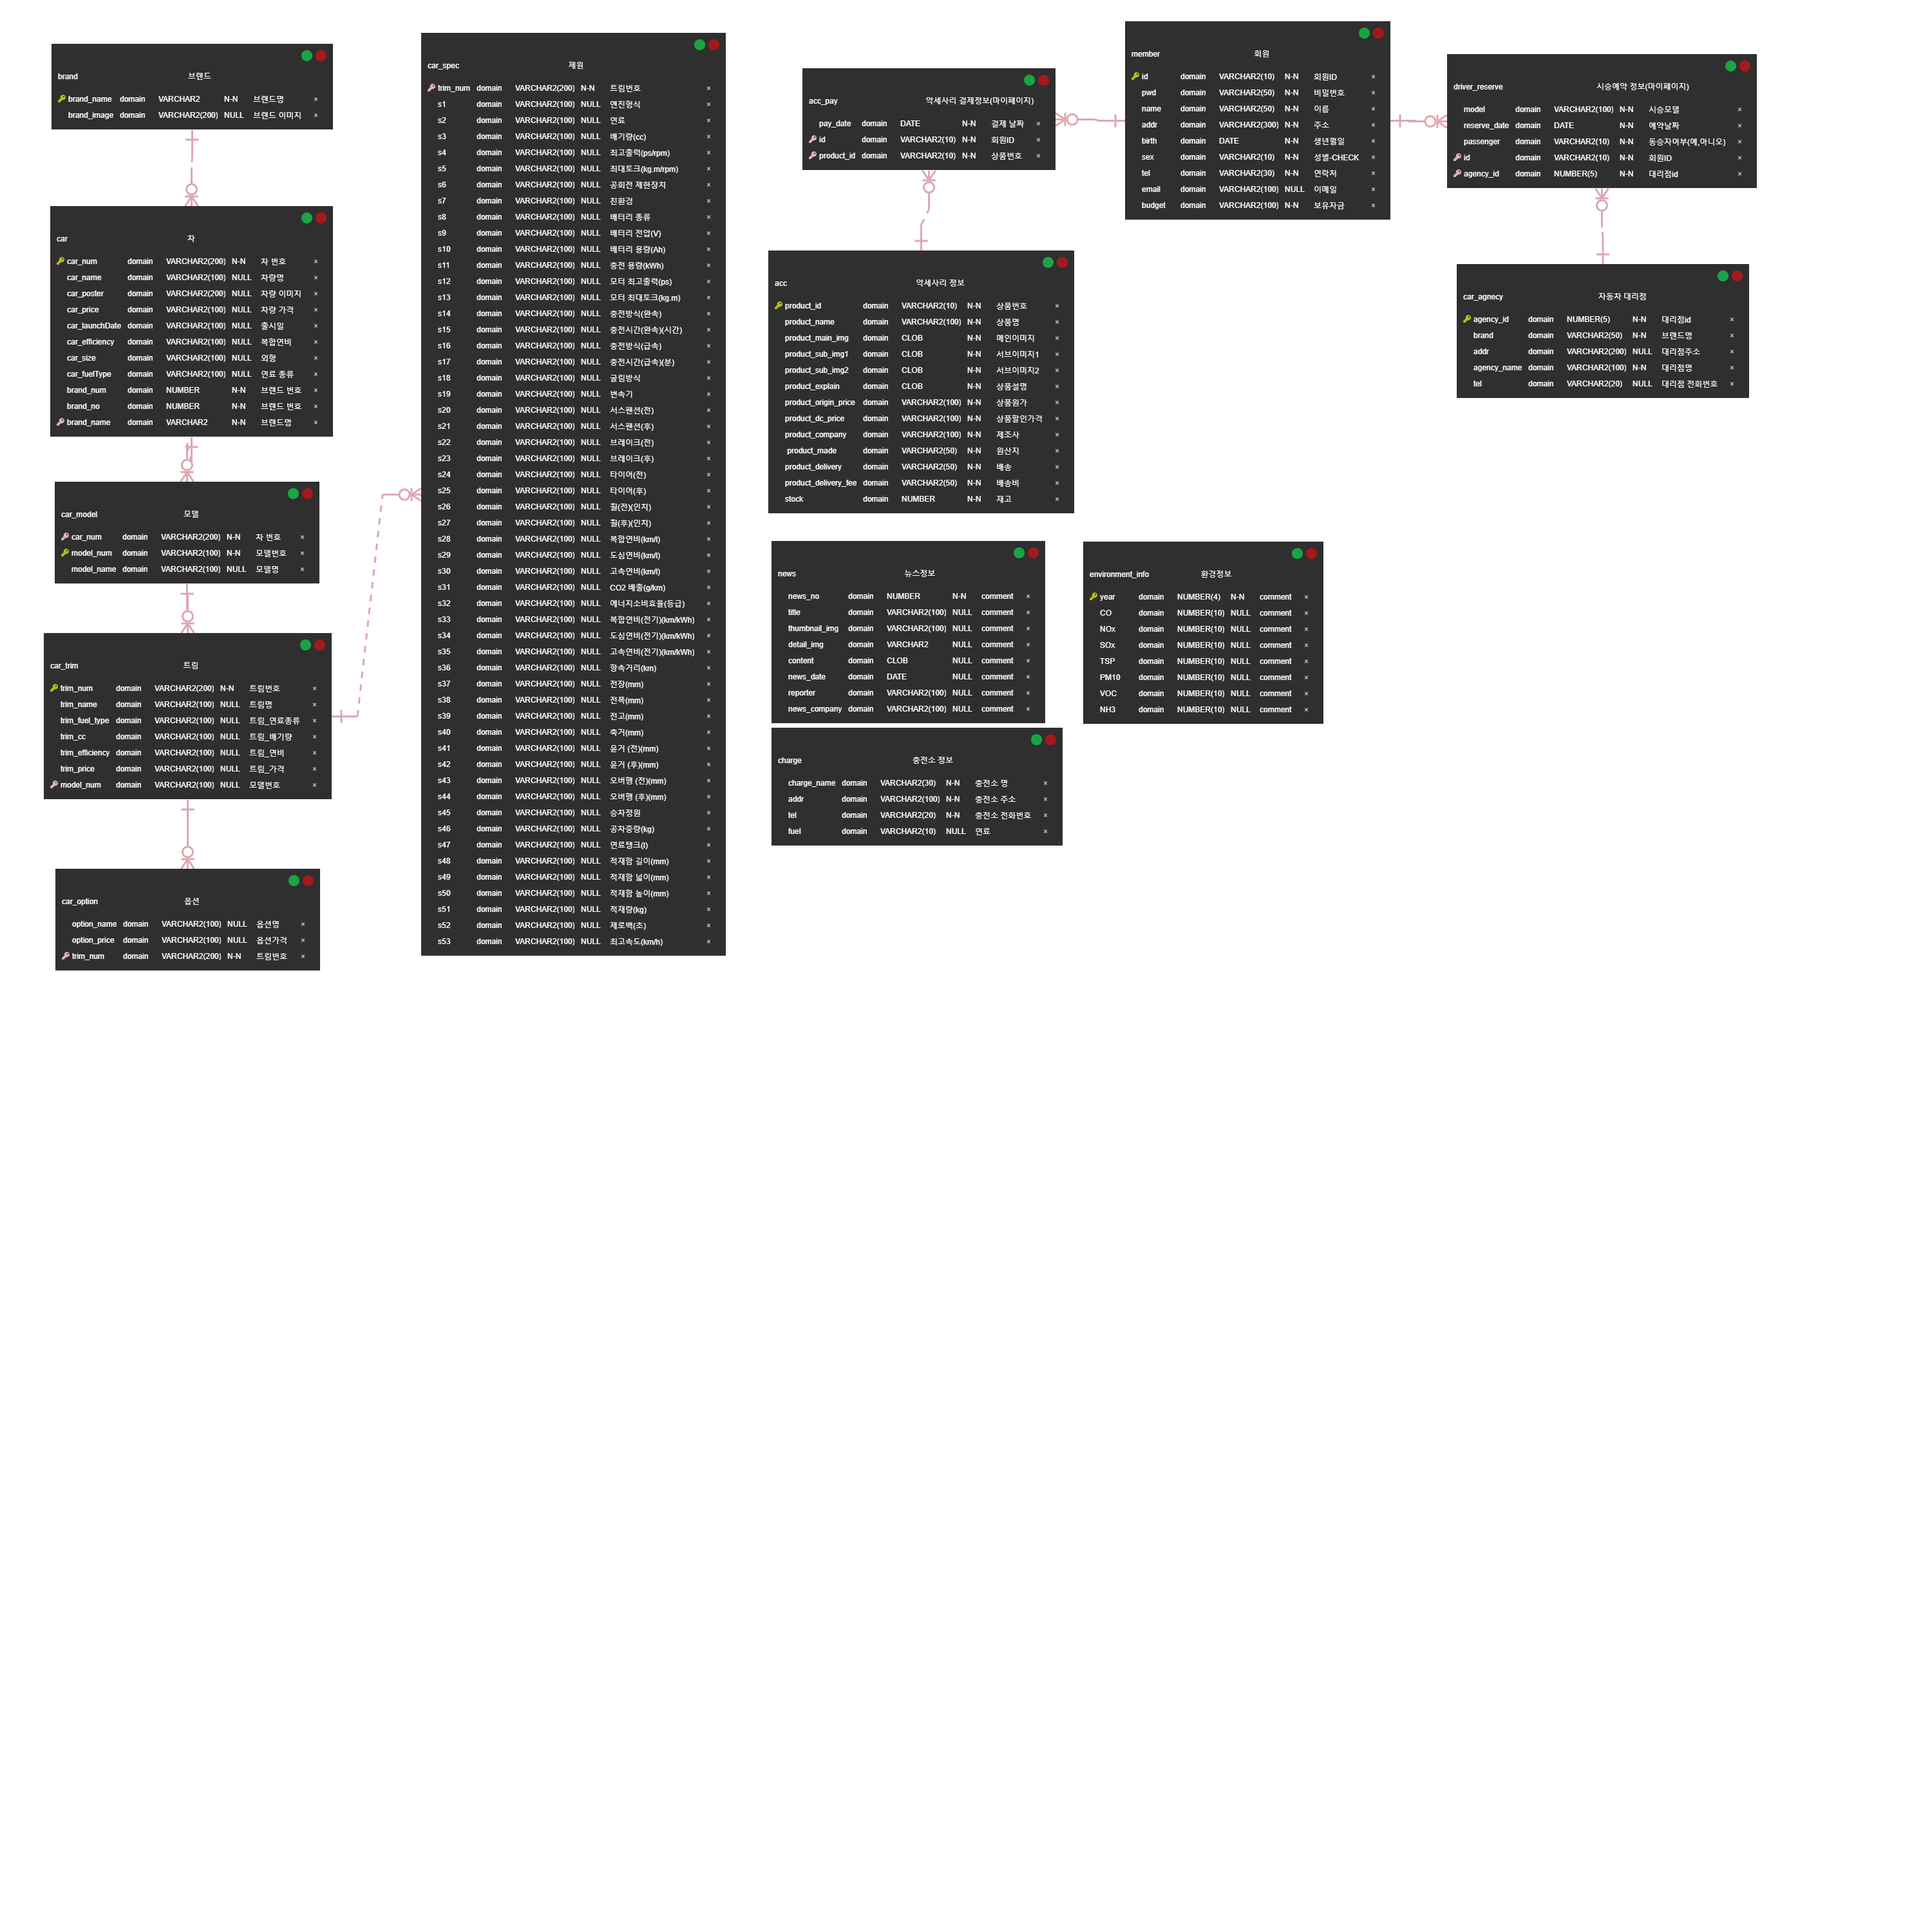 brand 브랜드
brand_name domain VARCHAR2 N-N 브랜드명 ×
brand_image domain VARCHAR2(200) NULL 브랜드 이미지 ×
car 차
car_num domain VARCHAR2(200) N-N 차 번호 ×
car_name domain VARCHAR2(100) NULL 차량명 ×
car_poster domain VARCHAR2(200) NULL 차량 이미지 ×
car_price domain VARCHAR2(100) NULL 차량 가격 ×
car_launchDate domain VARCHAR2(100) NULL 출시일 ×
car_efficiency domain VARCHAR2(100) NULL 복합연비 ×
car_size domain VARCHAR2(100) NULL 외형 ×
car_fuelType domain VARCHAR2(100) NULL 연료 종류 ×
brand_num domain NUMBER N-N 브랜드 번호 ×
brand_no domain NUMBER N-N 브랜드 번호 ×
brand_name domain VARCHAR2 N-N 브랜드명 ×
car_model 모델
car_num domain VARCHAR2(200) N-N 차 번호 ×
model_num domain VARCHAR2(100) N-N 모델번호 ×
model_name domain VARCHAR2(100) NULL 모델명 ×
car_trim 트림
trim_num domain VARCHAR2(200) N-N 트림번호 ×
trim_name domain VARCHAR2(100) NULL 트림명 ×
trim_fuel_type domain VARCHAR2(100) NULL 트림_연료종류 ×
trim_cc domain VARCHAR2(100) NULL 트림_배기량 ×
trim_efficiency domain VARCHAR2(100) NULL 트림_연비 ×
trim_price domain VARCHAR2(100) NULL 트림_가격 ×
model_num domain VARCHAR2(100) NULL 모델번호 ×
car_option 옵션
option_name domain VARCHAR2(100) NULL 옵션명 ×
option_price domain VARCHAR2(100) NULL 옵션가격 ×
trim_num domain VARCHAR2(200) N-N 트림번호 ×
car_spec 제원
trim_num domain VARCHAR2(200) N-N 트림번호 ×
s1 domain VARCHAR2(100) NULL 엔진형식 ×
s2 domain VARCHAR2(100) NULL 연료 ×
s3 domain VARCHAR2(100) NULL 배기량(cc) ×
s4 domain VARCHAR2(100) NULL 최고출력(ps/rpm) ×
s5 domain VARCHAR2(100) NULL 최대토크(kg.m/rpm) ×
s6 domain VARCHAR2(100) NULL 공회전 제한장치 ×
s7 domain VARCHAR2(100) NULL 친환경 ×
s8 domain VARCHAR2(100) NULL 배터리 종류 ×
s9 domain VARCHAR2(100) NULL 배터리 전압(V) ×
s10 domain VARCHAR2(100) NULL 배터리 용량(Ah) ×
s11 domain VARCHAR2(100) NULL 충전 용량(kWh) ×
s12 domain VARCHAR2(100) NULL 모터 최고출력(ps) ×
s13 domain VARCHAR2(100) NULL 모터 최대토크(kg.m) ×
s14 domain VARCHAR2(100) NULL 충전방식(완속) ×
s15 domain VARCHAR2(100) NULL 충전시간(완속)(시간) ×
s16 domain VARCHAR2(100) NULL 충전방식(급속) ×
s17 domain VARCHAR2(100) NULL 충전시간(급속)(분) ×
s18 domain VARCHAR2(100) NULL 굴림방식 ×
s19 domain VARCHAR2(100) NULL 변속기 ×
s20 domain VARCHAR2(100) NULL 서스팬션(전) ×
s21 domain VARCHAR2(100) NULL 서스팬션(후) ×
s22 domain VARCHAR2(100) NULL 브레이크(전) ×
s23 domain VARCHAR2(100) NULL 브레이크(후) ×
s24 domain VARCHAR2(100) NULL 타이어(전) ×
s25 domain VARCHAR2(100) NULL 타이어(후) ×
s26 domain VARCHAR2(100) NULL 휠(전)(인치) ×
s27 domain VARCHAR2(100) NULL 휠(후)(인치) ×
s28 domain VARCHAR2(100) NULL 복합연비(km/l) ×
s29 domain VARCHAR2(100) NULL 도심연비(km/l) ×
s30 domain VARCHAR2(100) NULL 고속연비(km/l) ×
s31 domain VARCHAR2(100) NULL CO2 배출(g/km) ×
s32 domain VARCHAR2(100) NULL 에너지소비효율(등급) ×
s33 domain VARCHAR2(100) NULL 복합연비(전기)(km/kWh) ×
s34 domain VARCHAR2(100) NULL 도심연비(전기)(km/kWh) ×
s35 domain VARCHAR2(100) NULL 고속연비(전기)(km/kWh) ×
s36 domain VARCHAR2(100) NULL 항속거리(km) ×
s37 domain VARCHAR2(100) NULL 전장(mm) ×
s38 domain VARCHAR2(100) NULL 전폭(mm) ×
s39 domain VARCHAR2(100) NULL 전고(mm) ×
s40 domain VARCHAR2(100) NULL 축거(mm) ×
s41 domain VARCHAR2(100) NULL 윤거 (전)(mm) ×
s42 domain VARCHAR2(100) NULL 윤거 (후)(mm) ×
s43 domain VARCHAR2(100) NULL 오버행 (전)(mm) ×
s44 domain VARCHAR2(100) NULL 오버행 (후)(mm) ×
s45 domain VARCHAR2(100) NULL 승차정원 ×
s46 domain VARCHAR2(100) NULL 공차중량(kg) ×
s47 domain VARCHAR2(100) NULL 연료탱크(l) ×
s48 domain VARCHAR2(100) NULL 적재함 길이(mm) ×
s49 domain VARCHAR2(100) NULL 적재함 넓이(mm) ×
s50 domain VARCHAR2(100) NULL 적재함 높이(mm) ×
s51 domain VARCHAR2(100) NULL 적재량(kg) ×
s52 domain VARCHAR2(100) NULL 제로백(초) ×
s53 domain VARCHAR2(100) NULL 최고속도(km/h) ×
acc_pay 악세사리 결제정보(마이페이지)
pay_date domain DATE N-N 결제 날짜 ×
id domain VARCHAR2(10) N-N 회원ID ×
product_id domain VARCHAR2(10) N-N 상품번호 ×
acc 악세사리 정보
product_id domain VARCHAR2(10) N-N 상품번호 ×
product_name domain VARCHAR2(100) N-N 상품명 ×
product_main_img domain CLOB N-N 메인이미지 ×
product_sub_img1 domain CLOB N-N 서브이미지1 ×
product_sub_img2 domain CLOB N-N 서브이미지2 ×
product_explain domain CLOB N-N 상품설명 ×
product_origin_price domain VARCHAR2(100) N-N 상품원가 ×
product_dc_price domain VARCHAR2(100) N-N 상품할인가격 ×
product_company domain VARCHAR2(100) N-N 제조사 ×
product_made domain VARCHAR2(50) N-N 원산지 ×
product_delivery domain VARCHAR2(50) N-N 배송 ×
product_delivery_fee domain VARCHAR2(50) N-N 배송비 ×
stock domain NUMBER N-N 재고 ×
news 뉴스정보
news_no domain NUMBER N-N comment ×
title domain VARCHAR2(100) NULL comment ×
thumbnail_img domain VARCHAR2(100) NULL comment ×
detail_img domain VARCHAR2 NULL comment ×
content domain CLOB NULL comment ×
news_date domain DATE NULL comment ×
reporter domain VARCHAR2(100) NULL comment ×
news_company domain VARCHAR2(100) NULL comment ×
charge 충전소 정보
charge_name domain VARCHAR2(30) N-N 충전소 명 ×
addr domain VARCHAR2(100) N-N 충전소 주소 ×
tel domain VARCHAR2(20) N-N 충전소 전화번호 ×
fuel domain VARCHAR2(10) NULL 연료 ×
member 회원
id domain VARCHAR2(10) N-N 회원ID ×
pwd domain VARCHAR2(50) N-N 비밀번호 ×
name domain VARCHAR2(50) N-N 이름 ×
addr domain VARCHAR2(300) N-N 주소 ×
birth domain DATE N-N 생년월일 ×
sex domain VARCHAR2(10) N-N 성별-CHECK ×
tel domain VARCHAR2(30) N-N 연락처 ×
email domain VARCHAR2(100) NULL 이메일 ×
budget domain VARCHAR2(100) N-N 보유자금 ×
environment_info 환경정보
year domain NUMBER(4) N-N comment ×
CO domain NUMBER(10) NULL comment ×
NOx domain NUMBER(10) NULL comment ×
SOx domain NUMBER(10) NULL comment ×
TSP domain NUMBER(10) NULL comment ×
PM10 domain NUMBER(10) NULL comment ×
VOC domain NUMBER(10) NULL comment ×
NH3 domain NUMBER(10) NULL comment ×
driver_reserve 시승예약 정보(마이페이지)
model domain VARCHAR2(100) N-N 시승모델 ×
reserve_date domain DATE N-N 예약날짜 ×
passenger domain VARCHAR2(10) N-N 동승자여부(예,아니오) ×
id domain VARCHAR2(10) N-N 회원ID ×
agency_id domain NUMBER(5) N-N 대리점id ×
car_agnecy 자동차 대리점
agency_id domain NUMBER(5) N-N 대리점id ×
brand domain VARCHAR2(50) N-N 브랜드명 ×
addr domain VARCHAR2(200) NULL 대리점주소 ×
agency_name domain VARCHAR2(100) N-N 대리점명 ×
tel domain VARCHAR2(20) NULL 대리점 전화번호 ×